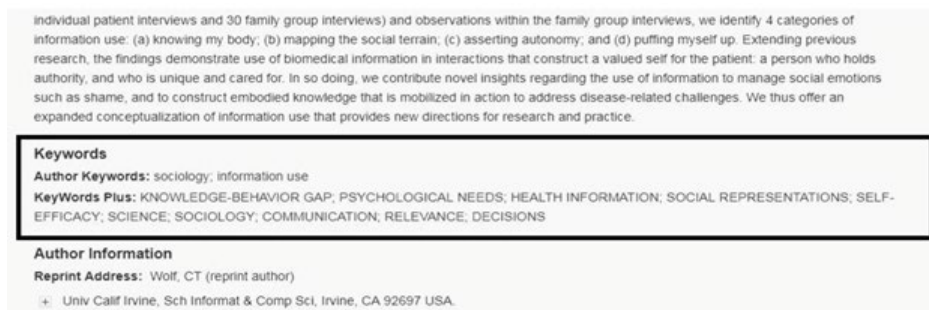 individual patient interviews and 30 family group interviews) and observations within the family group interviews, we identify 4 categories of
information use: (a) knowing my body; (b) mapping the social terrain; (c) asserting autonomy; and (d) puffing myself up. Extending previous
research, the findings demonstrate use of biomedical information in interactions that construct a valued self for the patient: a person who holds
authority, and who is unique and cared for. In so doing, we contribute novel insights regarding the use of information to manage social emotions
such as shame, and to construct embodied knowledge that is mobilized in action to address disease-related challenges. We thus offer an
expanded conceptualization of information use that provides new directions for research and practice.
Keywords
Author Keywords: sociology; information use
KeyWords Plus: KNOWLEDGE-BEHAVIOR GAP; PSYCHOLOGICAL NEEDS; HEALTH INFORMATION; SOCIAL REPRESENTATIONS; SELF-
EFFICACY; SCIENCE; SOCIOLOGY; COMMUNICATION; RELEVANCE; DECISIONS
Author Information
Reprint Address: Wolf, CT (reprint author)
+ Univ Calif Irvine, Sch Informat & Comp Sci, Irvine, CA 92697 USA.